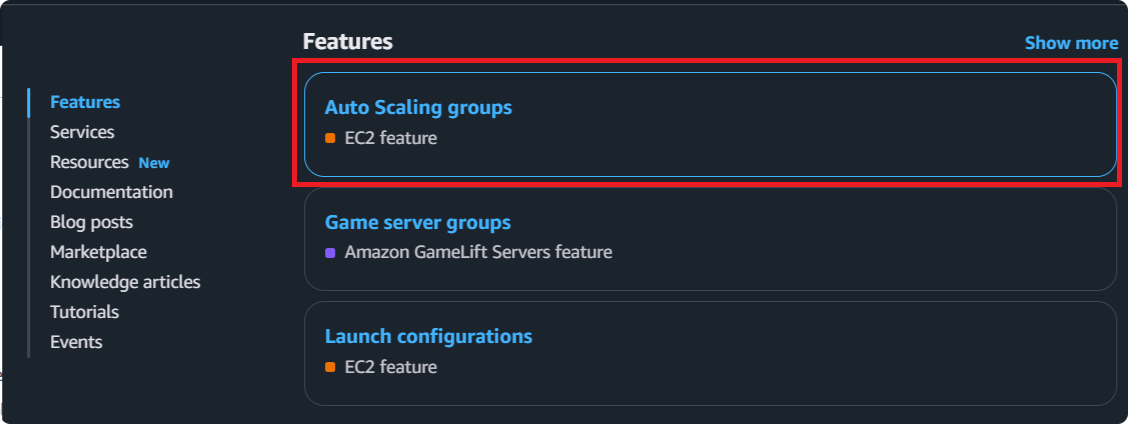 Features
Services
Resources New
Documentation
Blog posts
Marketplace
Knowledge articles
Tutorials
Events
Features
Show more
Auto Scaling groups
EC2 feature
Game server groups
Amazon GameLift Servers feature
Launch configurations
EC2 feature